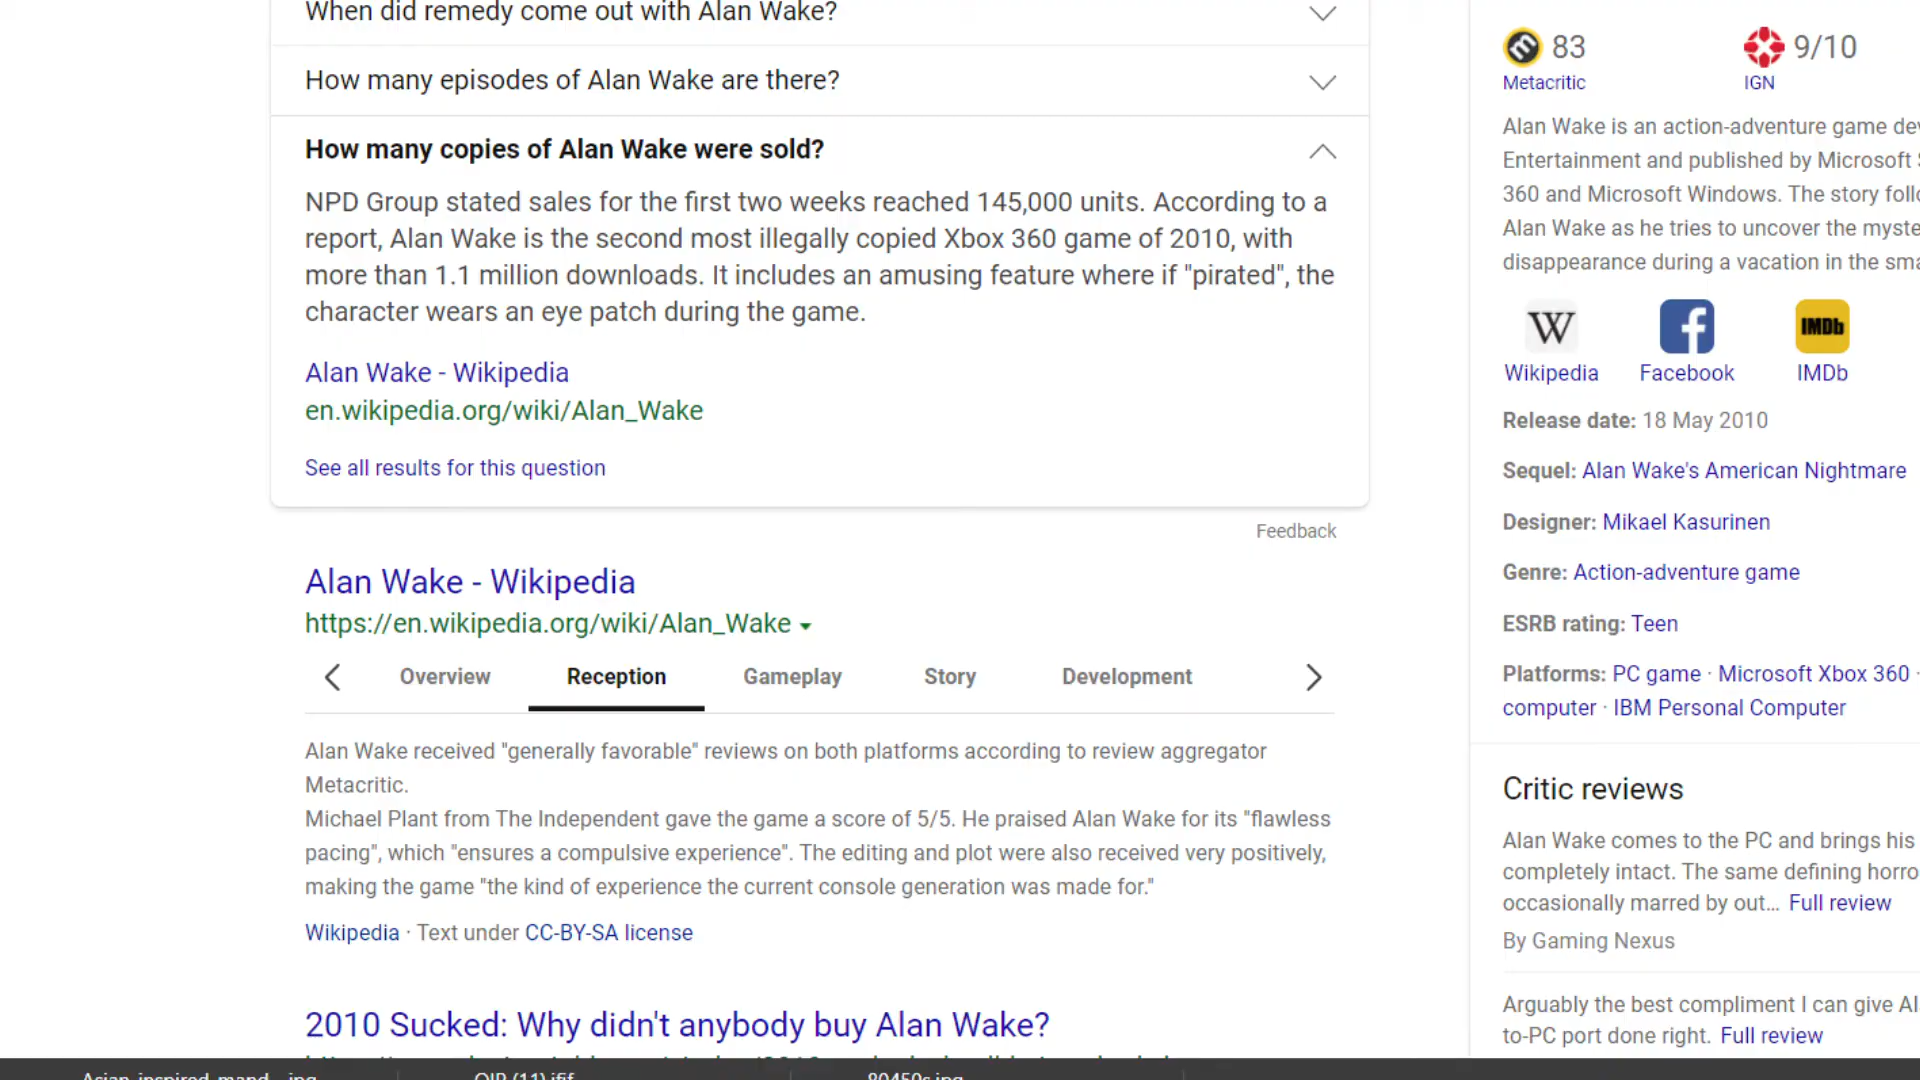 When did remedy come out with Alan Wake?
How many episodes of Alan Wake are there?
How many copies of Alan Wake were sold?
NPD Group stated sales for the first two weeks reached 145,000 units. According to a
report, Alan Wake is the second most illegally copied Xbox 360 game of 2010, with
more than 1.1 million downloads. It includes an amusing feature where if "pirated", the
character wears an eye patch during the game.
Alan Wake - Wikipedia
en.wikipedia.org/wiki/Alan_Wake
See all results for this question
Feedback
Alan Wake - Wikipedia
https://en.wikipedia.org/wiki/Alan_Wake
Overview Reception Gameplay Story Development
Alan Wake received "generally favorable" reviews on both platforms according to review aggregator
Metacritic.
Michael Plant from The Independent gave the game a score of 5/5. He praised Alan Wake for its "flawless
pacing", which "ensures a compulsive experience". The editing and plot were also received very positively,
making the game "the kind of experience the current console generation was made for."
Wikipedia · Text under CC-BY-SA license
2010 Sucked: Why didn't anybody buy Alan Wake?
83 9/10
Metacritic IGN
Alan Wake is an action-adventure game dev
Entertainment and published by Microsoft S
360 and Microsoft Windows. The story follo
Alan Wake as he tries to uncover the myste
disappearance during a vacation in the sma
W IMDb
Wikipedia Facebook IMDb
Release date: 18 May 2010
Sequel: Alan Wake's American Nightmare
Designer: Mikael Kasurinen
Genre: Action-adventure game
ESRB rating: Teen
Platforms: PC game · Microsoft Xbox 360 ·
computer · IBM Personal Computer
Critic reviews
Alan Wake comes to the PC and brings his
completely intact. The same defining horro
occasionally marred by out... Full review
By Gaming Nexus
Arguably the best compliment I can give Al
to-PC port done right. Full review